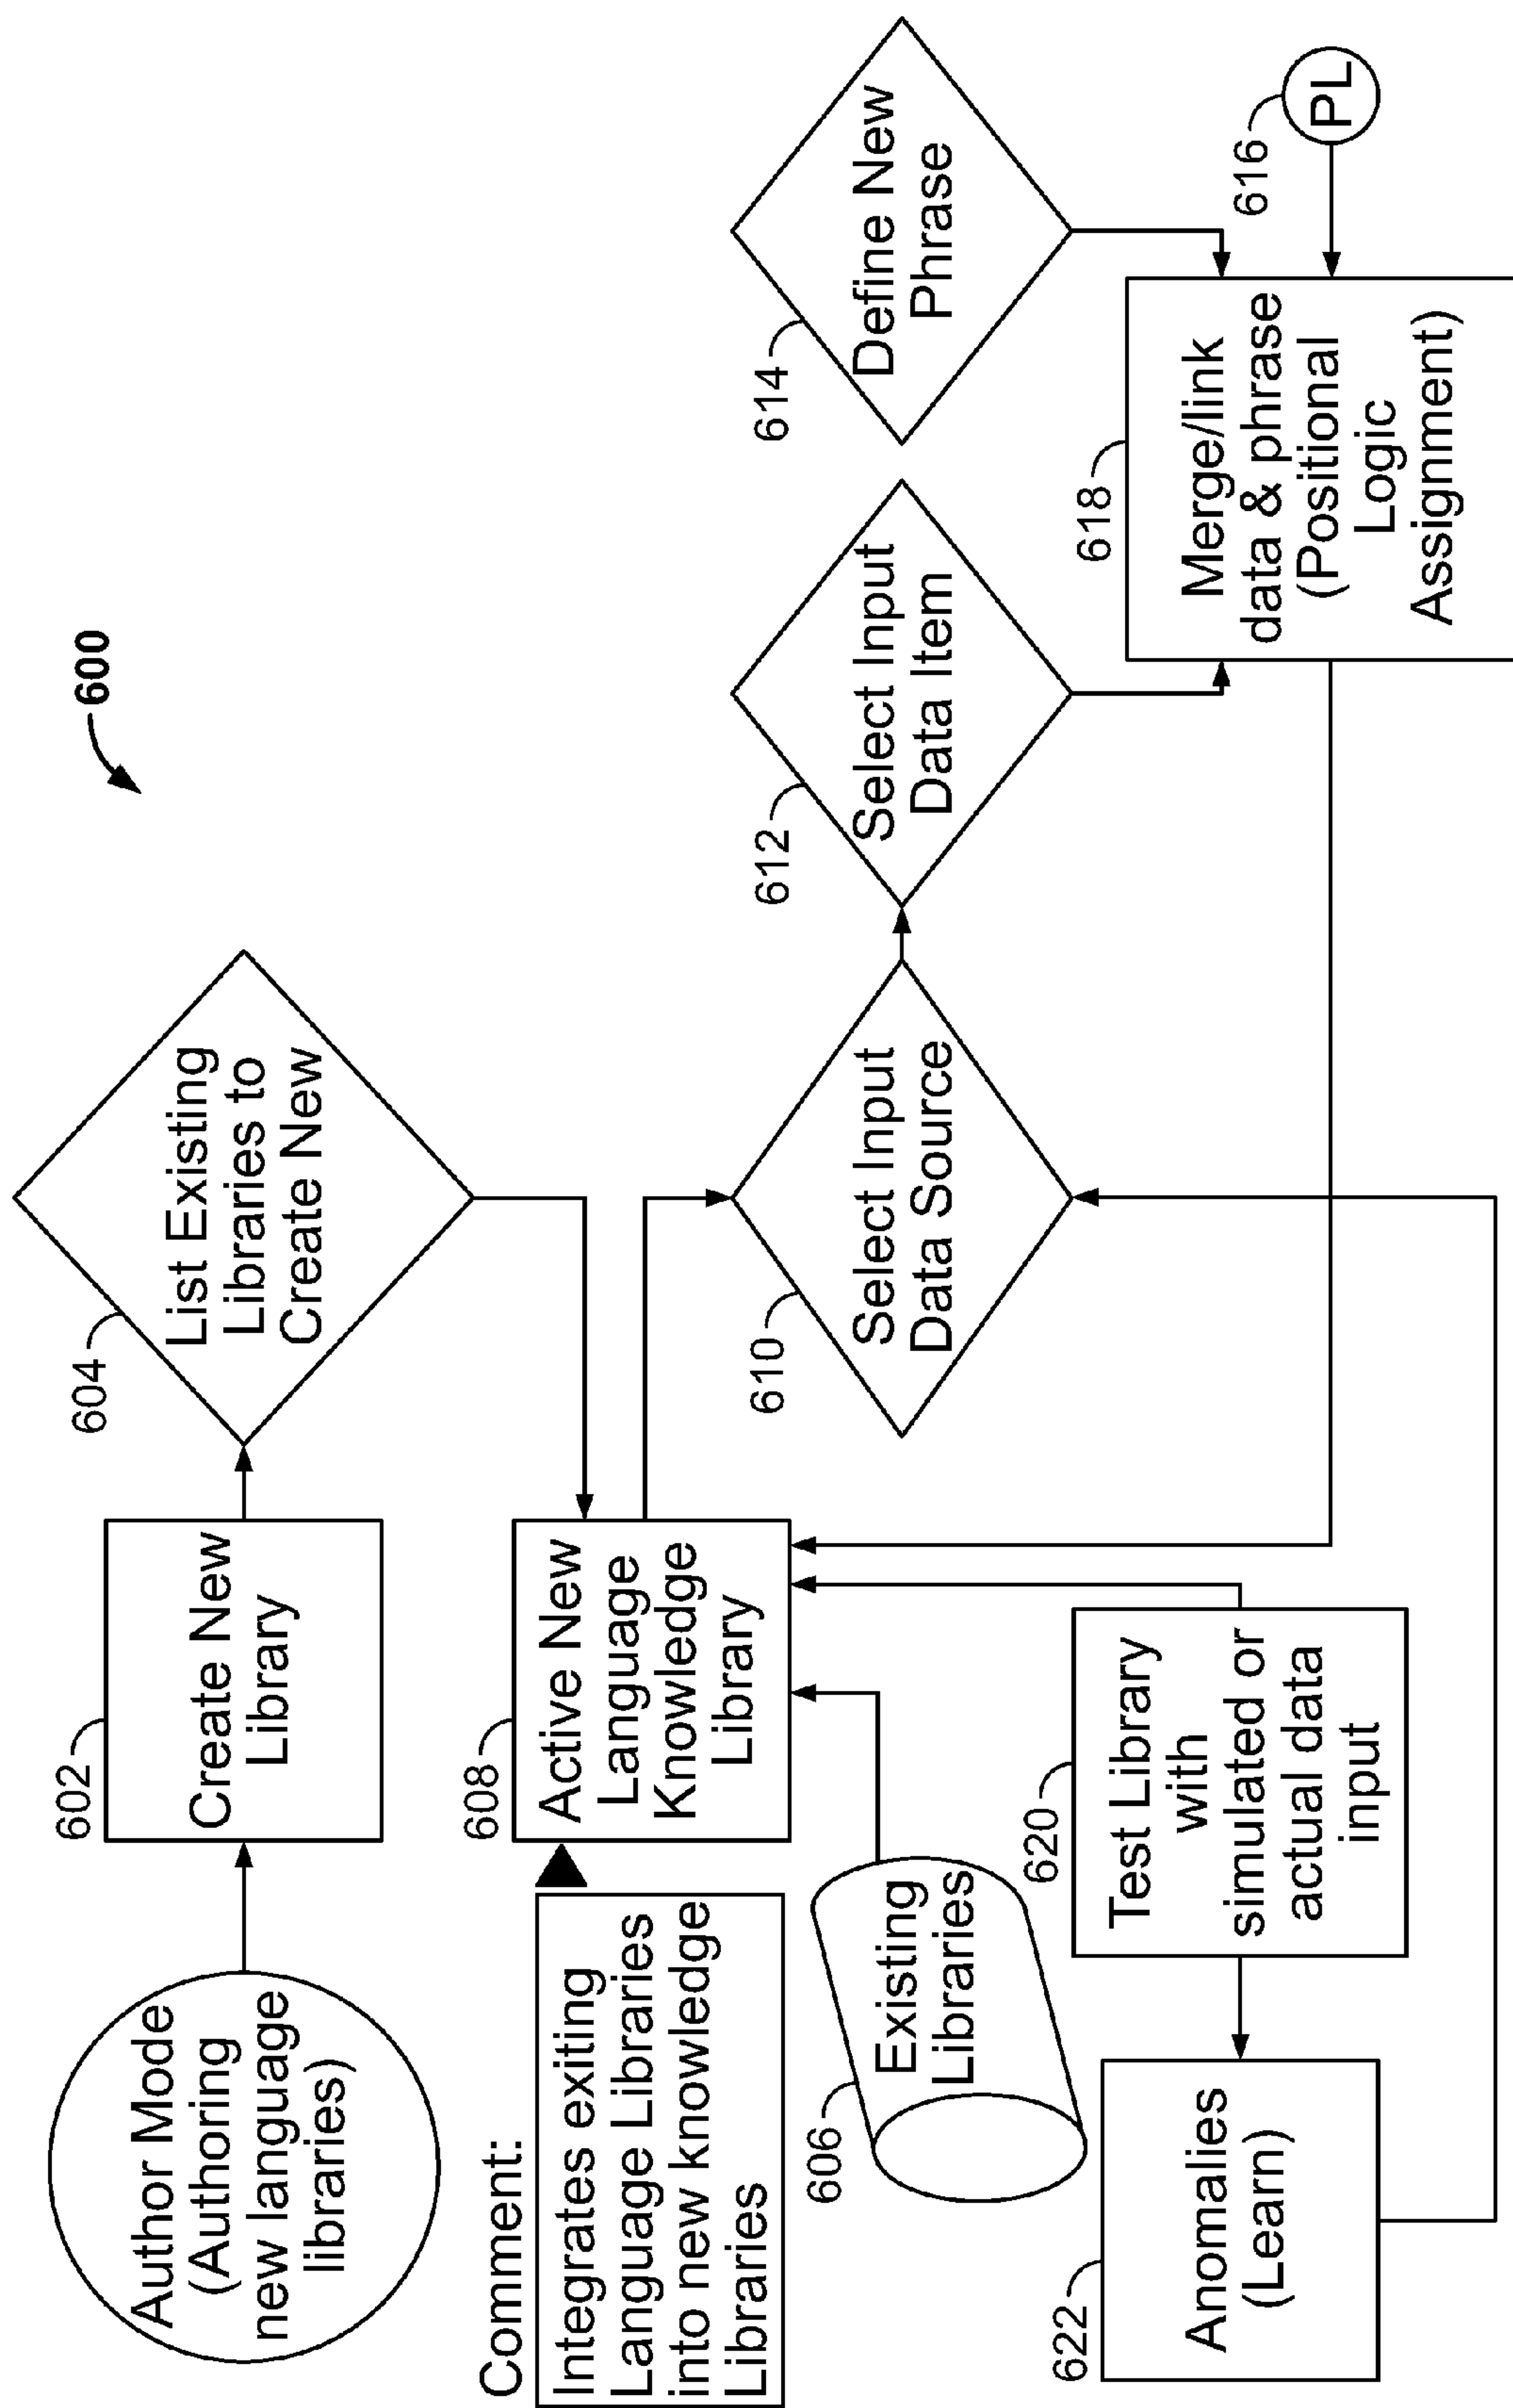 600
Author Mode
(Authoring
new language
libraries)
602
Create New
Library
604
List Existing
Libraries to
Create New
Comment:
Integrates exiting
Language Libraries
into new knowledge
Libraries
608
Active New
Language
Knowledge
Library
606
Existing
Libraries
610
Select Input
Data Source
612
Select Input
Data Item
614
Define New
Phrase
616
PL
618
Merge/link
data & phrase
(Positional
Logic
Assignment)
620
Test Library
with
simulated or
actual data
input
622
Anomalies
(Learn)